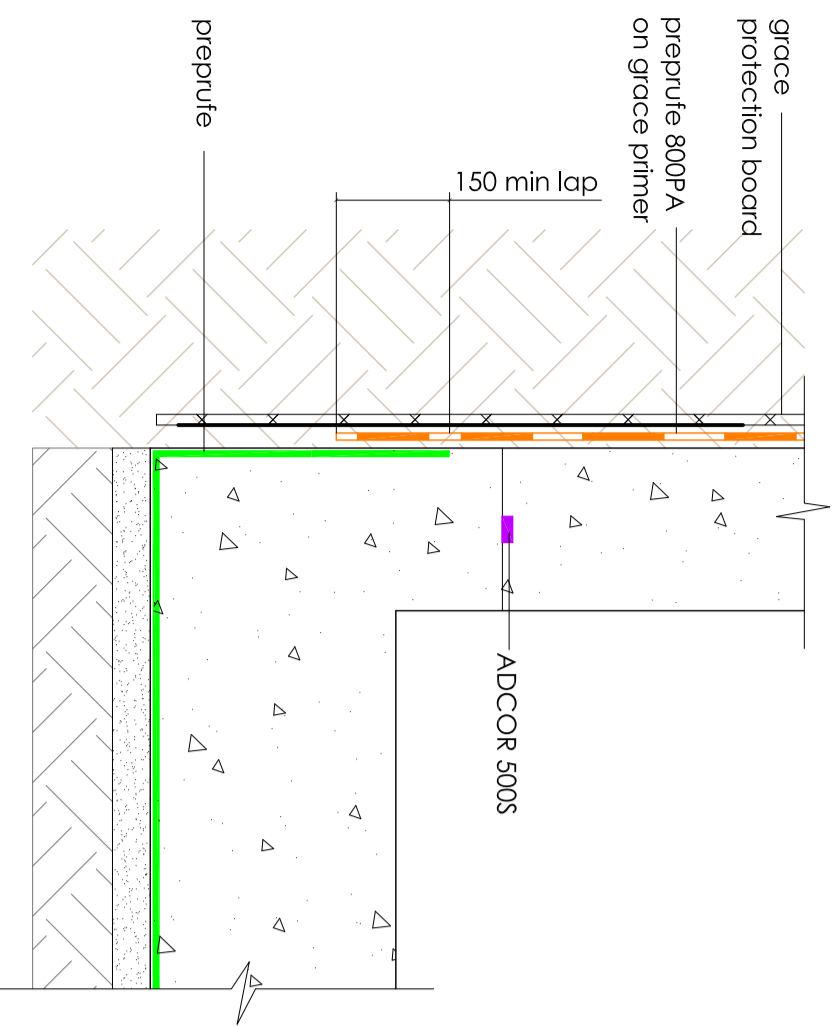 grace
protection board
preprufe 800PA
on grace primer
150 min lap
preprufe
ADCOR 500S